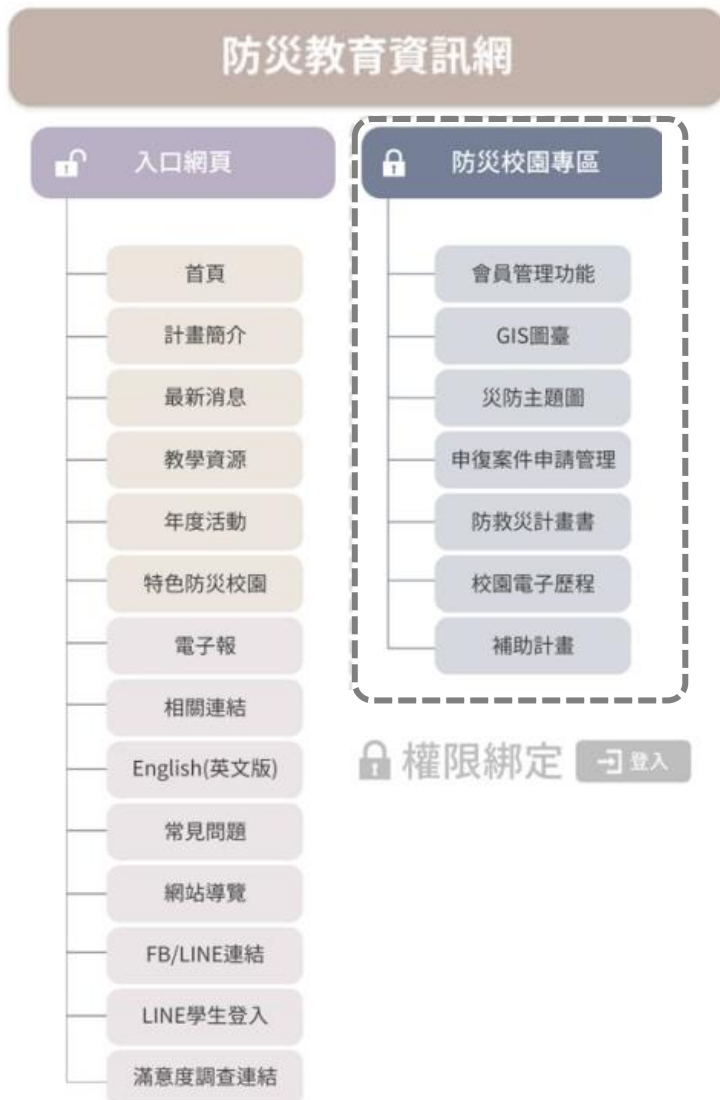 防災教育資訊網
入口網頁
首頁
計畫簡介
最新消息
教學資源
年度活動
特色防災校園
電子報
相關連結
English(英文版)
常見問題
網站導覽
FB/LINE連結
LINE學生登入
滿意度調查連結
防災校園專區
會員管理功能
GIS圖臺
災防主題圖
申復案件申請管理
防救災計畫書
校園電子歷程
補助計畫
權限綁定
登入